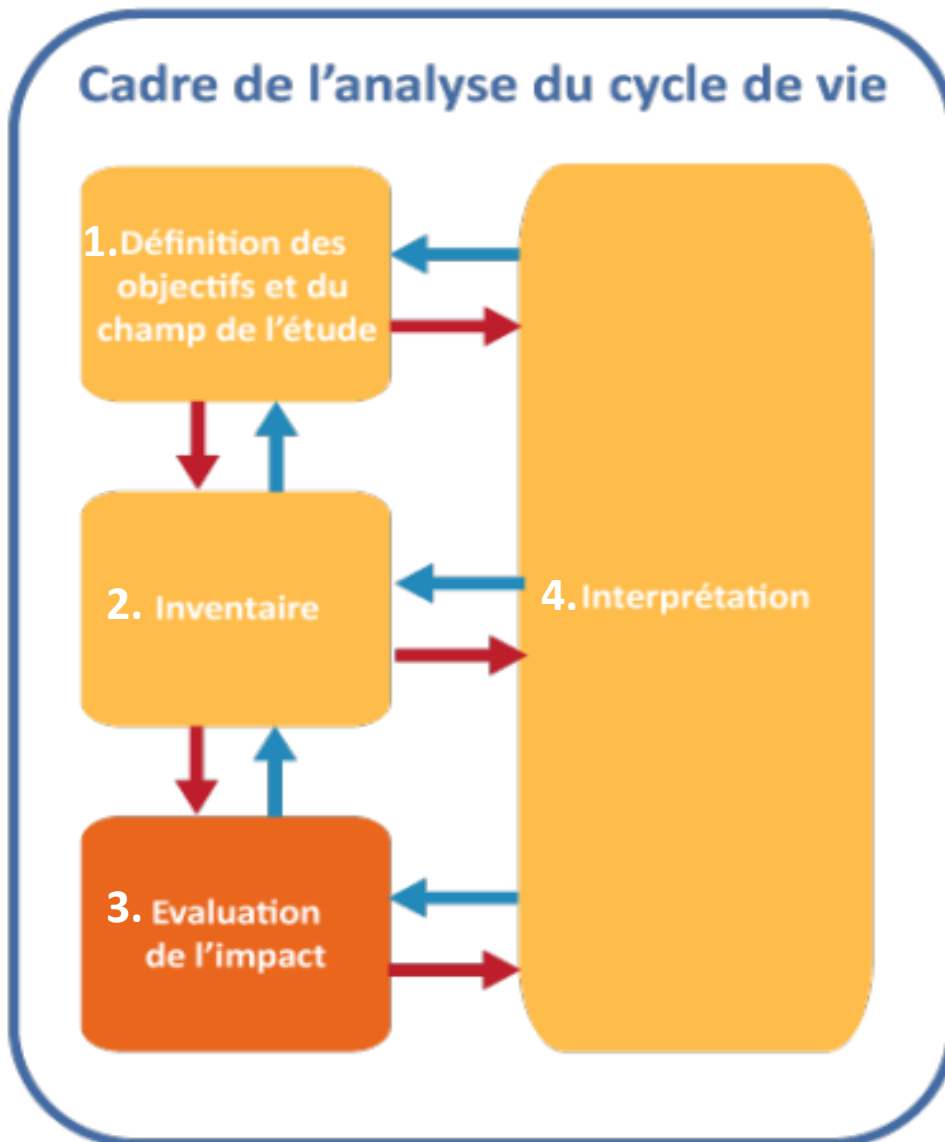 Cadre de l'analyse du cycle de vie
1. Définition des
objectifs et du
champ de l'étude
2. Inventaire
3. Evaluation
de l'impact
4. Interprétation